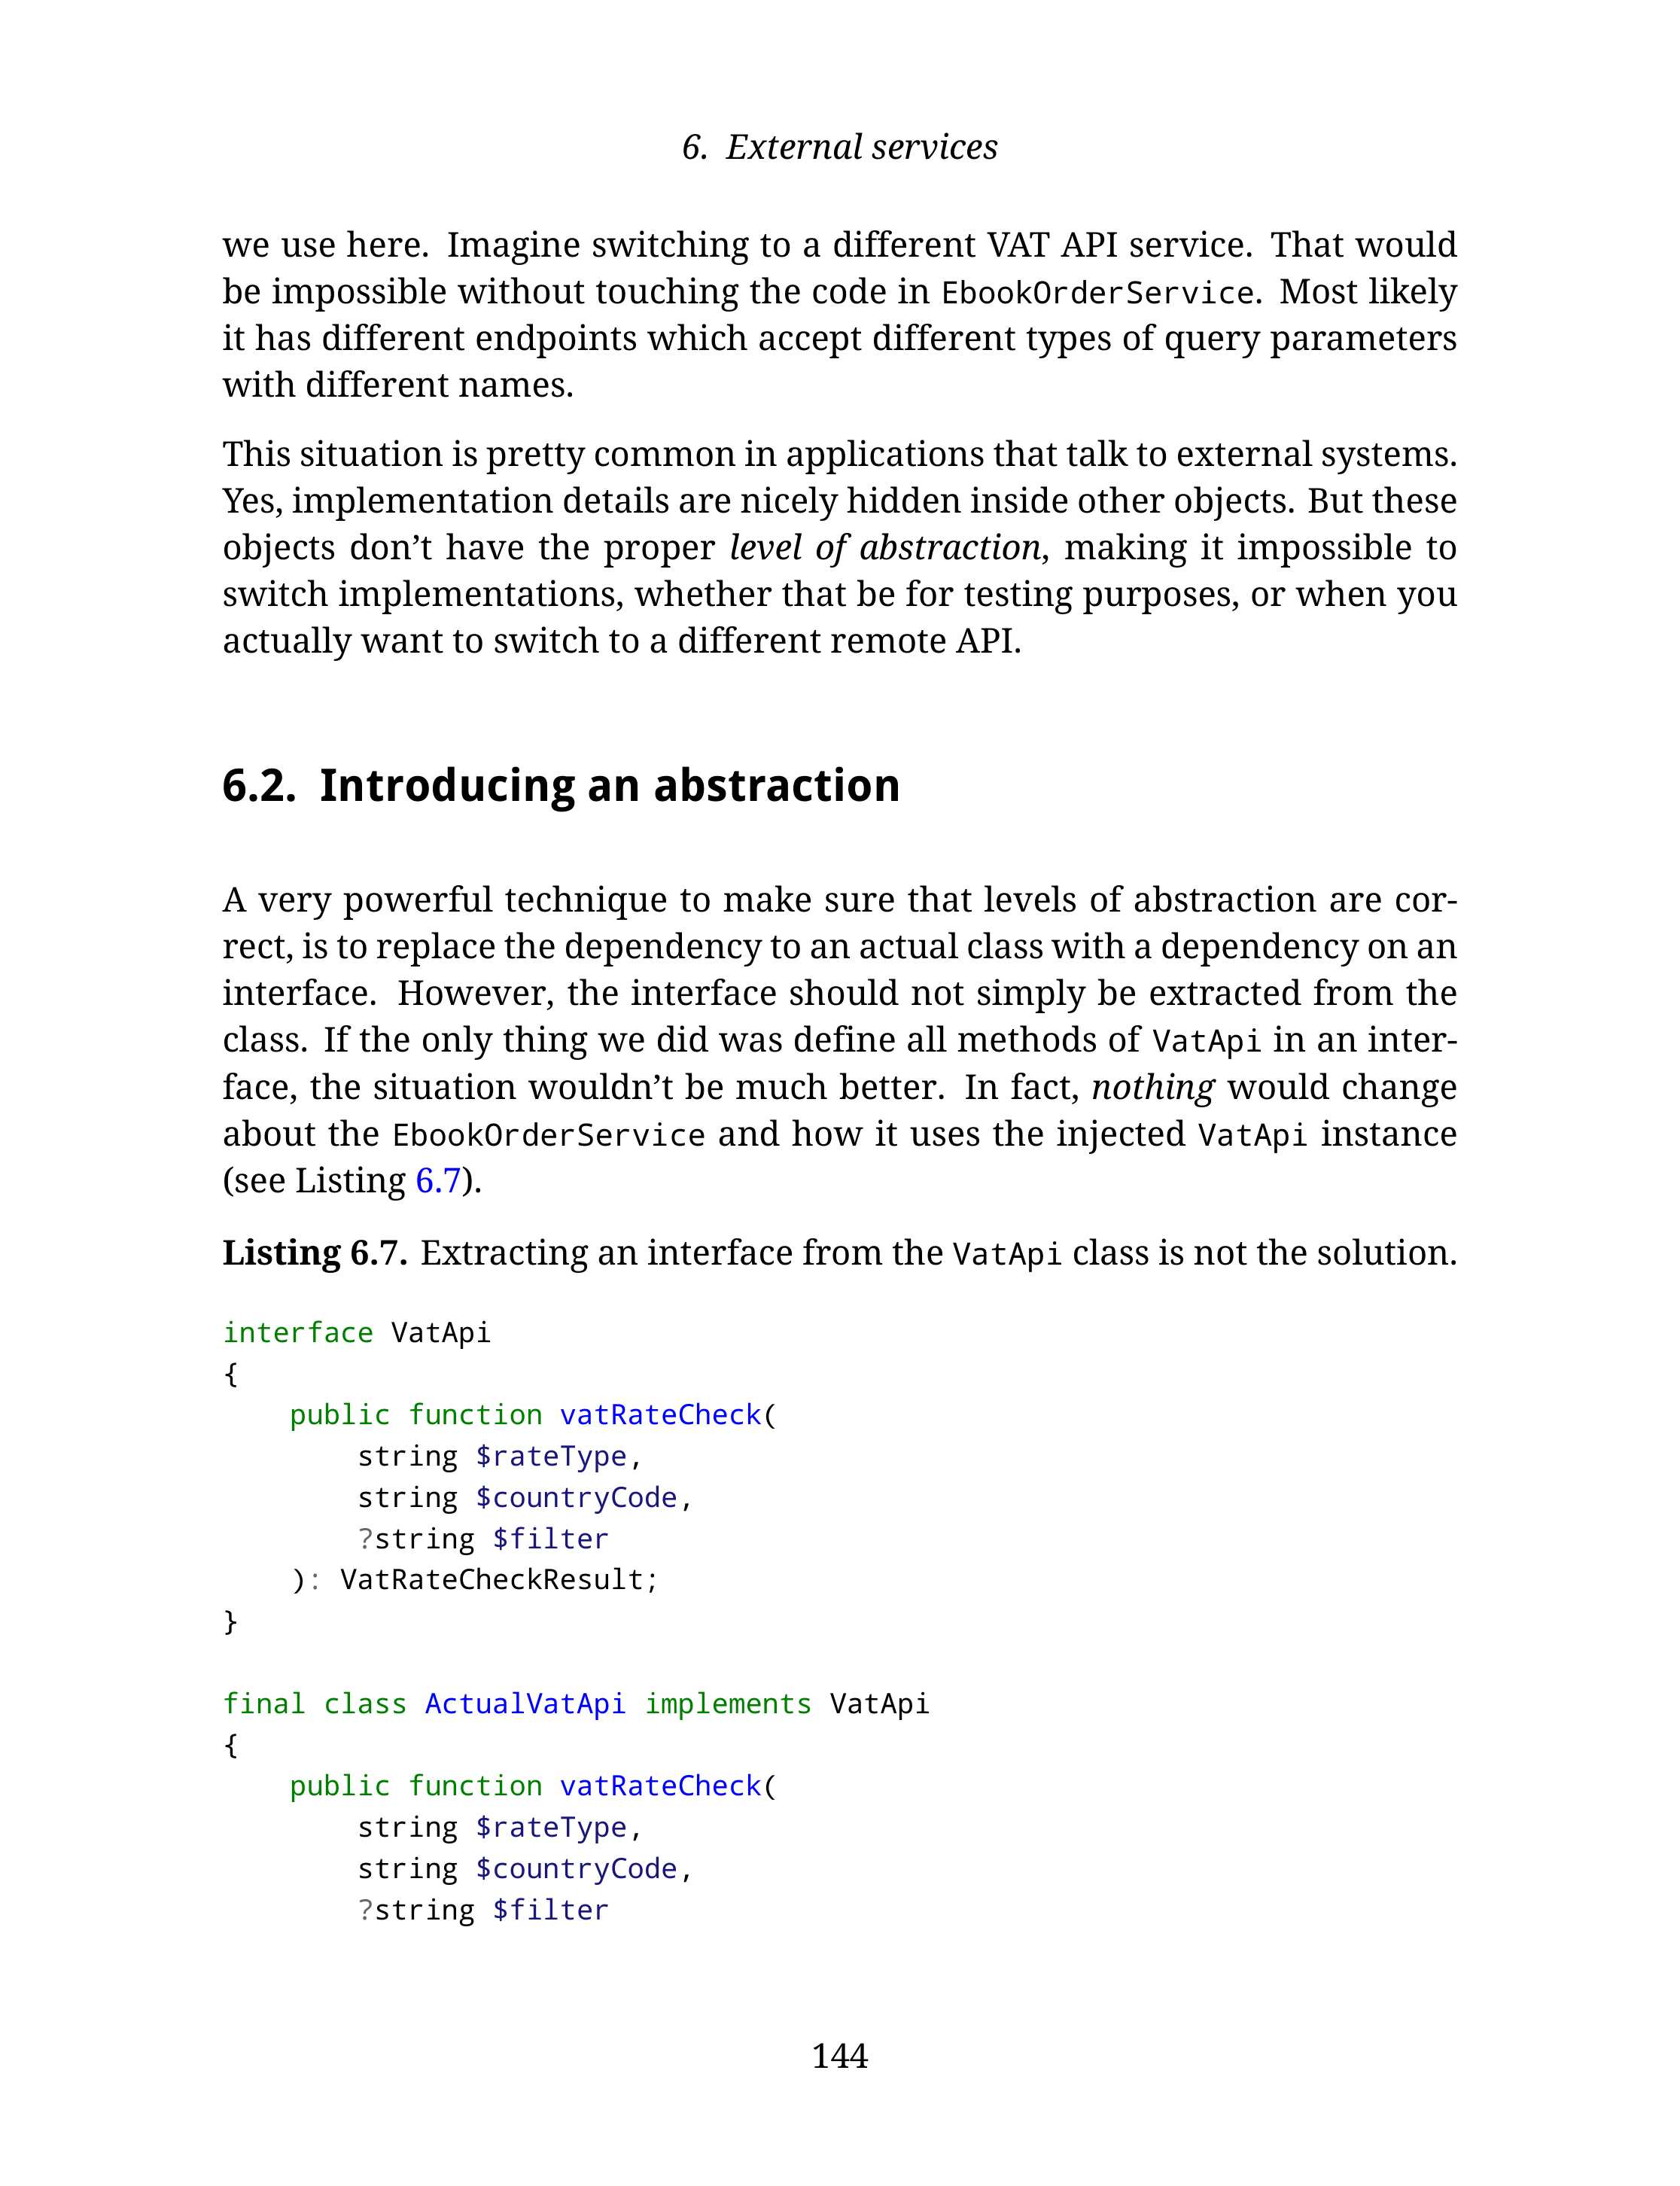 6. External services
we use here. Imagine switching to a different VAT API service. That would
be impossible without touching the code in EbookOrderService. Most likely
it has different endpoints which accept different types of query parameters
with different names.
This situation is pretty common in applications that talk to external systems.
Yes, implementation details are nicely hidden inside other objects. But these
objects don’t have the proper level of abstraction, making it impossible to
switch implementations, whether that be for testing purposes, or when you
actually want to switch to a different remote API.
6.2. Introducing an abstraction
A very powerful technique to make sure that levels of abstraction are cor-
rect, is to replace the dependency to an actual class with a dependency on an
interface. However, the interface should not simply be extracted from the
class. If the only thing we did was define all methods of VatApi in an inter-
face, the situation wouldn’t be much better. In fact, nothing would change
about the EbookOrderService and how it uses the injected VatApi instance
(see Listing 6.7).
Listing 6.7. Extracting an interface from the VatApi class is not the solution.
interface VatApi
{
    public function vatRateCheck(
        string $rateType,
        string $countryCode,
        ?string $filter
    ): VatRateCheckResult;
}
final class ActualVatApi implements VatApi
{
    public function vatRateCheck(
        string $rateType,
        string $countryCode,
        ?string $filter
144